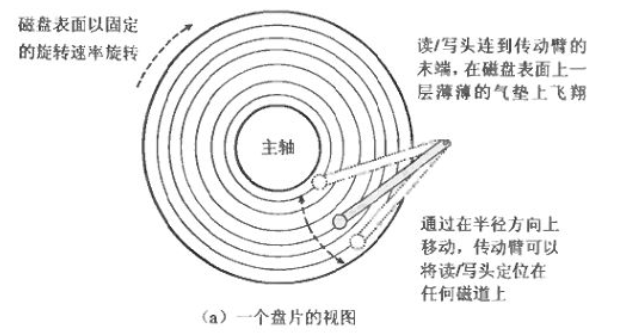 磁盘表面以固定
的旋转速率旋转
读/写头连到传动臂的
末端，在磁盘表面上一
层薄薄的气垫上飞翔
主轴
通过在半径方向上
移动，传动臂可以
将读/写头定位在
任何磁道上
（a）一个盘片的视图